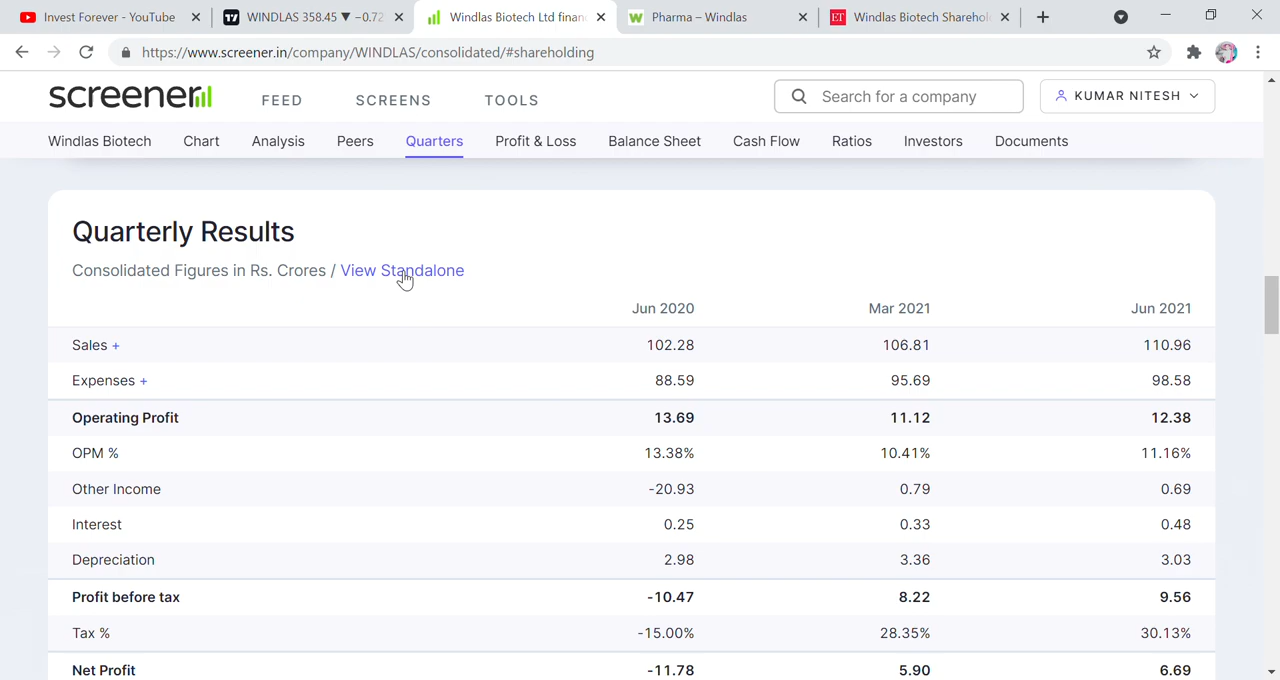 Invest Forever - YouTube
WINDLAS 358.45 ▼ −0.72
Windlas Biotech Ltd finan
Pharma – Windlas
ET Windlas Biotech Sharehol
https://www.screener.in/company/WINDLAS/consolidated/#shareholding
screener
FEED SCREENS TOOLS
Search for a company
KUMAR NITESH
Windlas Biotech Chart Analysis Peers Quarters Profit & Loss Balance Sheet Cash Flow Ratios Investors Documents
Quarterly Results
Consolidated Figures in Rs. Crores / View Standalone
Jun 2020 Mar 2021 Jun 2021
Sales + 102.28 106.81 110.96
Expenses + 88.59 95.69 98.58
Operating Profit 13.69 11.12 12.38
OPM % 13.38% 10.41% 11.16%
Other Income -20.93 0.79 0.69
Interest 0.25 0.33 0.48
Depreciation 2.98 3.36 3.03
Profit before tax -10.47 8.22 9.56
Tax % -15.00% 28.35% 30.13%
Net Profit -11.78 5.90 6.69